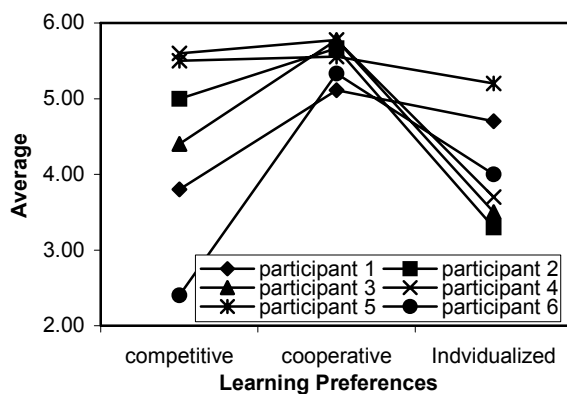 6.00
5.00
4.00
3.00
2.00
Average
participant 1 participant 2
participant 3 participant 4
participant 5 participant 6
competitive cooperative Indvidualized
Learning Preferences